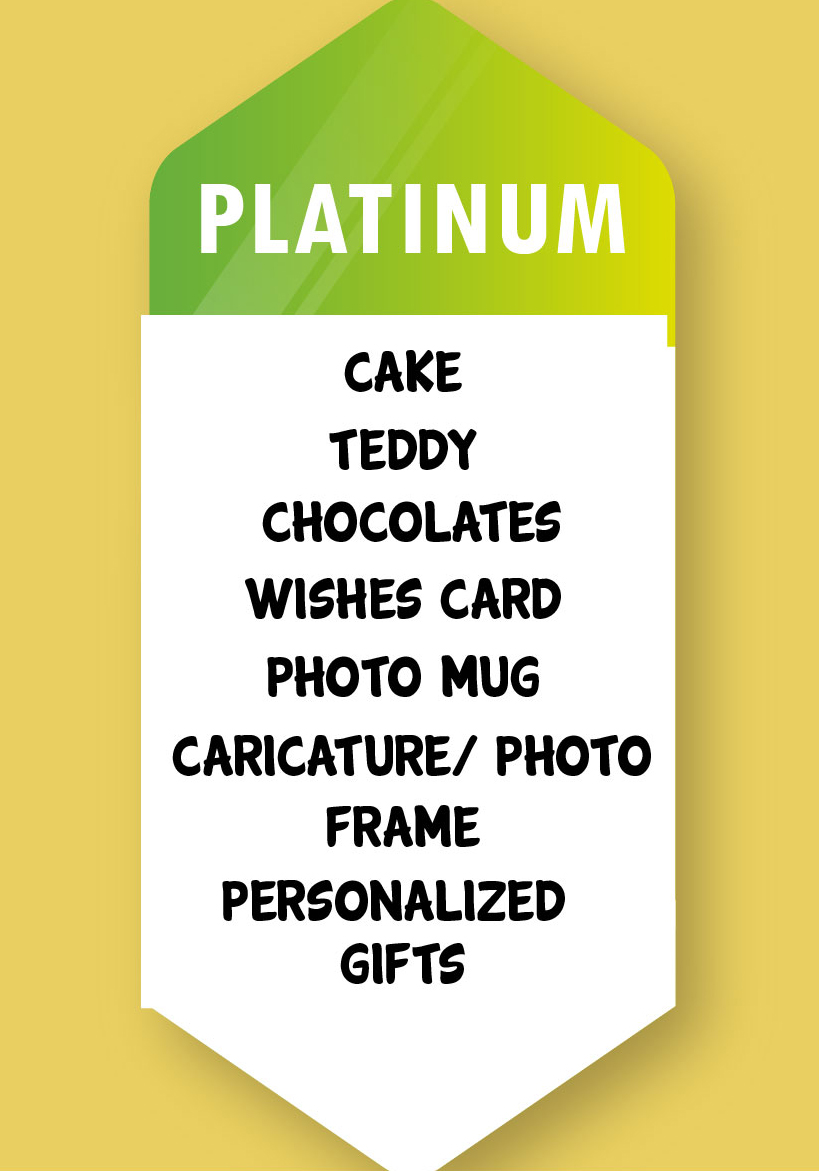 PLATINUM
CAKE
TEDDY
CHOCOLATES
WISHES CARD
PHOTO MUG
CARICATURE/ PHOTO
FRAME
PERSONALIZED
GIFTS